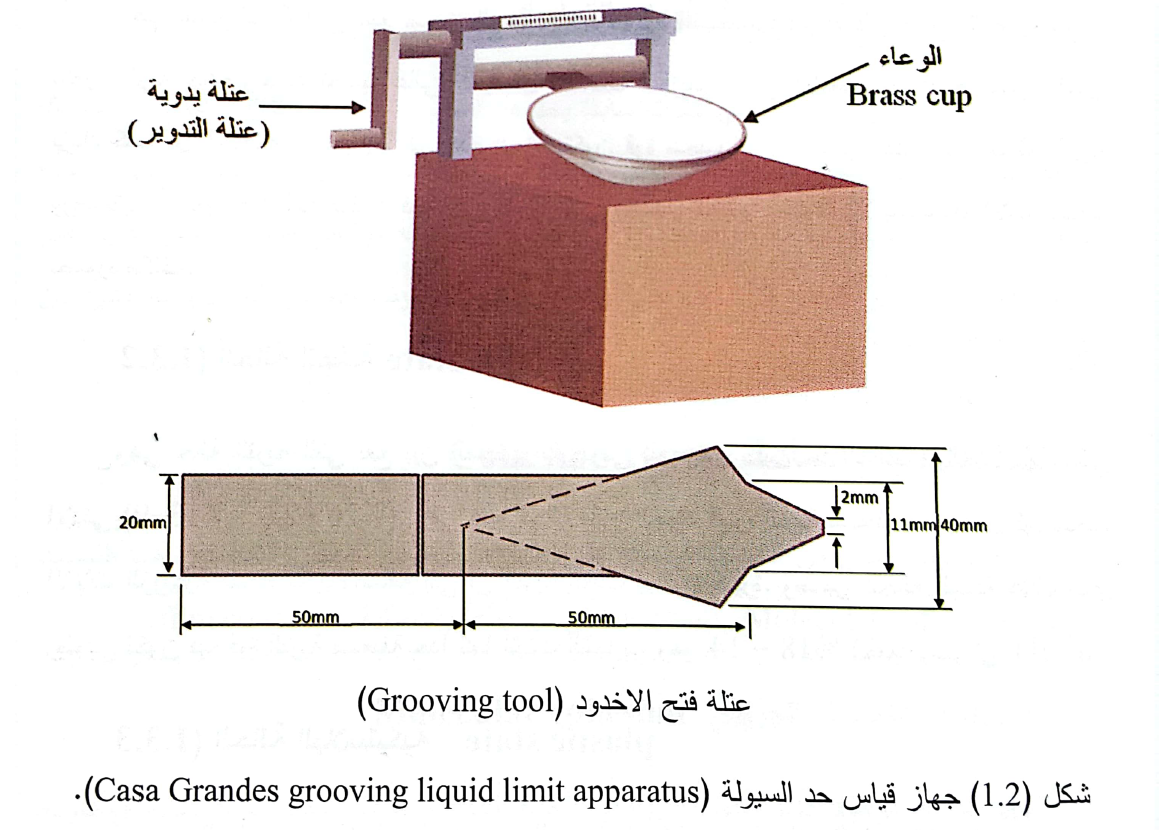 الوعاء
Brass cup
عتلة يدوية
(عتلة التدوير)
20mm
2mm
11mm
40mm
50mm
50mm
عتلة فتح الاخدود (Grooving tool)
شكل (1.2) جهاز قياس حد السيولة (Casa Grandes grooving liquid limit apparatus).